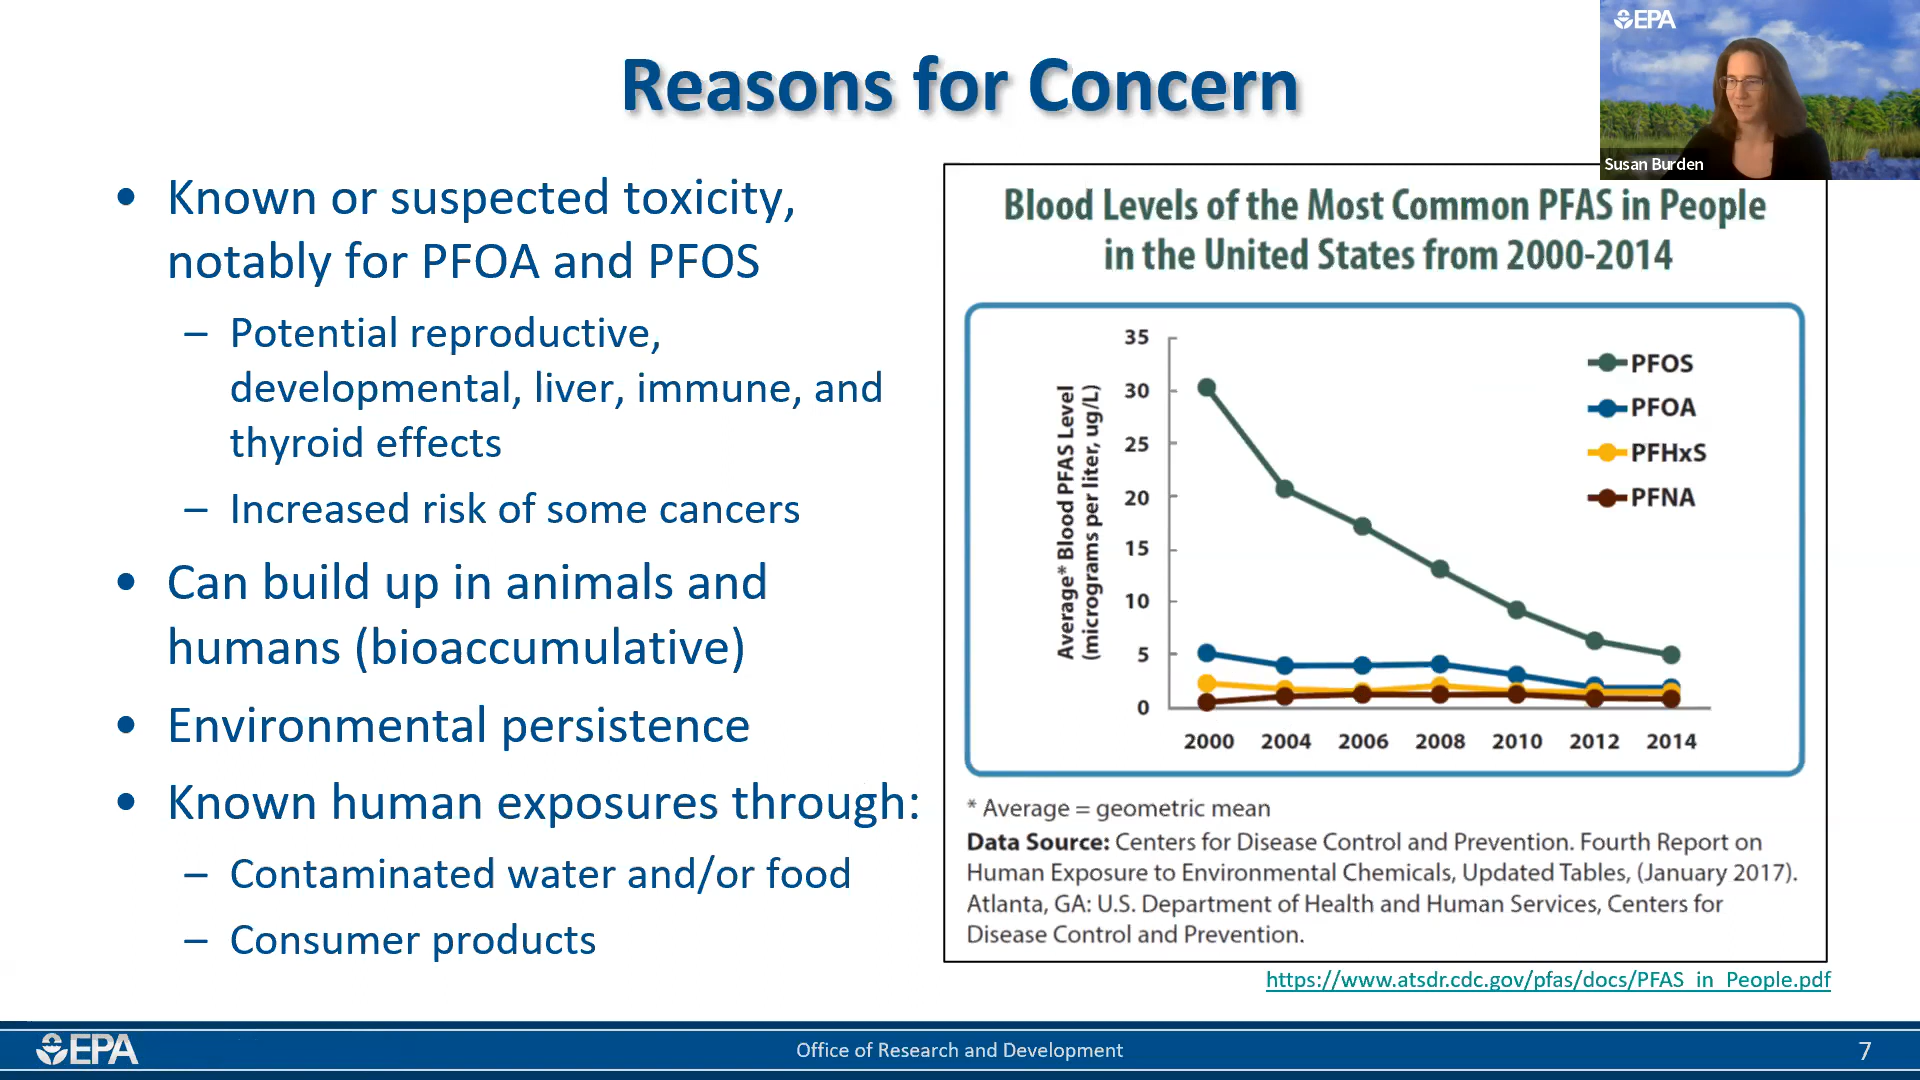 Reasons for Concern
EPA
Susan Burden
• Known or suspected toxicity,
notably for PFOA and PFOS
– Potential reproductive,
developmental, liver, immune, and
thyroid effects
– Increased risk of some cancers
• Can build up in animals and
humans (bioaccumulative)
• Environmental persistence
• Known human exposures through:
– Contaminated water and/or food
– Consumer products
Blood Levels of the Most Common PFAS in People
in the United States from 2000-2014
Average* Blood PFAS Level
(micrograms per liter, ug/L)
35
30
25
20
15
10
5
0
2000 2004 2006 2008 2010 2012 2014
PFOS
PFOA
PFHxS
PFNA
* Average = geometric mean
Data Source: Centers for Disease Control and Prevention. Fourth Report on
Human Exposure to Environmental Chemicals, Updated Tables, (January 2017).
Atlanta, GA: U.S. Department of Health and Human Services, Centers for
Disease Control and Prevention.
https://www.atsdr.cdc.gov/pfas/docs/PFAS_in_People.pdf
EPA
Office of Research and Development
7